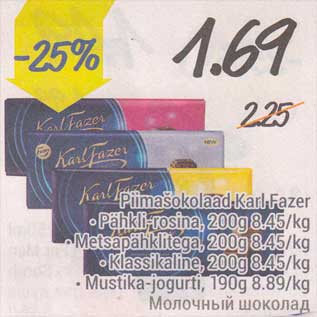 -25%
1.69
2.25
Karl Fazer
Karl Fazer
NEW
Karl Fazer
Piimašokolaad Karl Fazer
• Pähkli-rosina, 200g 8.45/kg
• Metsapähklitega, 200g 8.45/kg
• Klassikaline, 200g 8.45/kg
• Mustika-jogurti, 190g 8.89/kg
Молочный шоколад